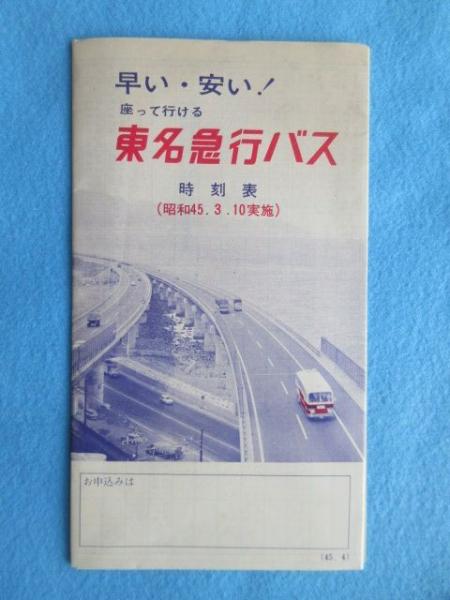 早い・安い!
座って行ける
東名急行バス
時刻表
(昭和45.3.10実施)
お申込みは
(45.4)